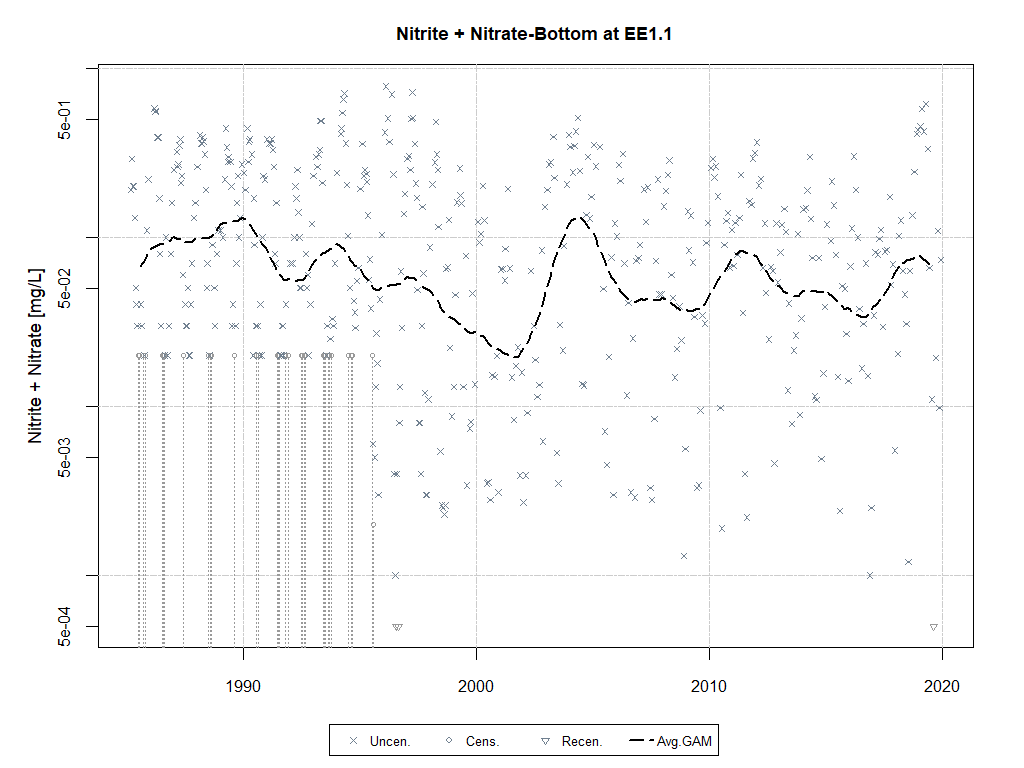 Nitrite + Nitrate-Bottom at EE1.1
Nitrite + Nitrate [mg/L]
5e-01
5e-02
5e-03
5e-04
1990 2000 2010 2020
Uncen. Cens. Recen. Avg.GAM